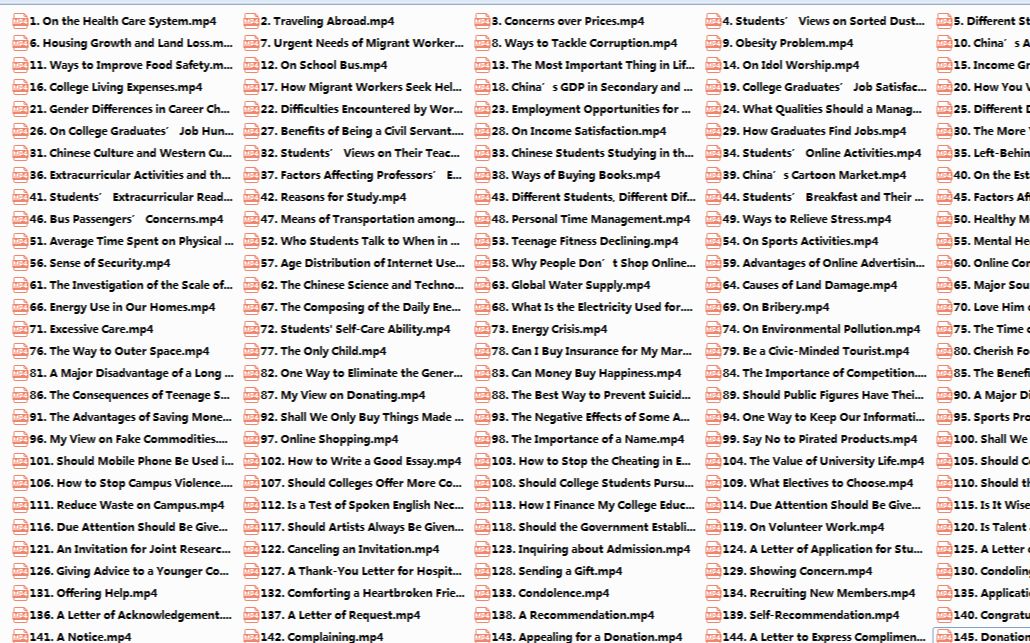 1. On the Health Care System.mp4 2. Traveling Abroad.mp4 3. Concerns over Prices.mp4 4. Students′ Views on Sorted Dust... 5. Different St
6. Housing Growth and Land Loss.m... 7. Urgent Needs of Migrant Worker... 8. Ways to Tackle Corruption.mp4 9. Obesity Problem.mp4 10. China′s A
11. Ways to Improve Food Safety.m... 12. On School Bus.mp4 13. The Most Important Thing in Lif... 14. On Idol Worship.mp4 15. Income Gr
16. College Living Expenses.mp4 17. How Migrant Workers Seek Hel... 18. China′s GDP in Secondary and ... 19. College Graduates′ Job Satisfac... 20. How You V
21. Gender Differences in Career Ch... 22. Difficulties Encountered by Wor... 23. Employment Opportunities for ... 24. What Qualities Should a Manag... 25. Different D
26. On College Graduates′ Job Hun... 27. Benefits of Being a Civil Servant.... 28. On Income Satisfaction.mp4 29. How Graduates Find Jobs.mp4 30. The More
31. Chinese Culture and Western Cu... 32. Students′ Views on Their Teac... 33. Chinese Students Studying in th... 34. Students′ Online Activities.mp4 35. Left-Behin
36. Extracurricular Activities and th... 37. Factors Affecting Professors′ E... 38. Ways of Buying Books.mp4 39. China′s Cartoon Market.mp4 40. On the Est
41. Students′ Extracurricular Read... 42. Reasons for Study.mp4 43. Different Students, Different Dif... 44. Students′ Breakfast and Their ... 45. Factors Af
46. Bus Passengers′ Concerns.mp4 47. Means of Transportation among... 48. Personal Time Management.mp4 49. Ways to Relieve Stress.mp4 50. Healthy M
51. Average Time Spent on Physical ... 52. Who Students Talk to When in ... 53. Teenage Fitness Declining.mp4 54. On Sports Activities.mp4 55. Mental He
56. Sense of Security.mp4 57. Age Distribution of Internet Use... 58. Why People Don′t Shop Online... 59. Advantages of Online Advertisin... 60. Online Cor
61. The Investigation of the Scale of... 62. The Chinese Science and Techno... 63. Global Water Supply.mp4 64. Causes of Land Damage.mp4 65. Major Sou
66. Energy Use in Our Homes.mp4 67. The Composing of the Daily Ene... 68. What Is the Electricity Used for.... 69. On Bribery.mp4 70. Love Him
71. Excessive Care.mp4 72. Students' Self-Care Ability.mp4 73. Energy Crisis.mp4 74. On Environmental Pollution.mp4 75. The Time
76. The Way to Outer Space.mp4 77. The Only Child.mp4 78. Can I Buy Insurance for My Mar... 79. Be a Civic-Minded Tourist.mp4 80. Cherish Fo
81. A Major Disadvantage of a Long ... 82. One Way to Eliminate the Gener... 83. Can Money Buy Happiness.mp4 84. The Importance of Competition.... 85. The Benefi
86. The Consequences of Teenage S... 87. My View on Donating.mp4 88. The Best Way to Prevent Suicid... 89. Should Public Figures Have Thei... 90. A Major Di
91. The Advantages of Saving Mone... 92. Shall We Only Buy Things Made ... 93. The Negative Effects of Some A... 94. One Way to Keep Our Informati... 95. Sports Pro
96. My View on Fake Commodities.... 97. Online Shopping.mp4 98. The Importance of a Name.mp4 99. Say No to Pirated Products.mp4 100. Shall We
101. Should Mobile Phone Be Used i... 102. How to Write a Good Essay.mp4 103. How to Stop the Cheating in E... 104. The Value of University Life.mp4 105. Should Co
106. How to Stop Campus Violence.... 107. Should Colleges Offer More Co... 108. Should College Students Pursu... 109. What Electives to Choose.mp4 110. Should th
111. Reduce Waste on Campus.mp4 112. Is a Test of Spoken English Nec... 113. How I Finance My College Educ... 114. Due Attention Should Be Give... 115. Is It Wise
116. Due Attention Should Be Give... 117. Should Artists Always Be Given... 118. Should the Government Establi... 119. On Volunteer Work.mp4 120. Is Talent
121. An Invitation for Joint Researc... 122. Canceling an Invitation.mp4 123. Inquiring about Admission.mp4 124. A Letter of Application for Stu... 125. A Letter
126. Giving Advice to a Younger Co... 127. A Thank-You Letter for Hospit... 128. Sending a Gift.mp4 129. Showing Concern.mp4 130. Condoling
131. Offering Help.mp4 132. Comforting a Heartbroken Frie... 133. Condolence.mp4 134. Recruiting New Members.mp4 135. Applicatio
136. A Letter of Acknowledgement.... 137. A Letter of Request.mp4 138. A Recommendation.mp4 139. Self-Recommendation.mp4 140. Congratu
141. A Notice.mp4 142. Complaining.mp4 143. Appealing for a Donation.mp4 144. A Letter to Express Complimen... 145. Donation